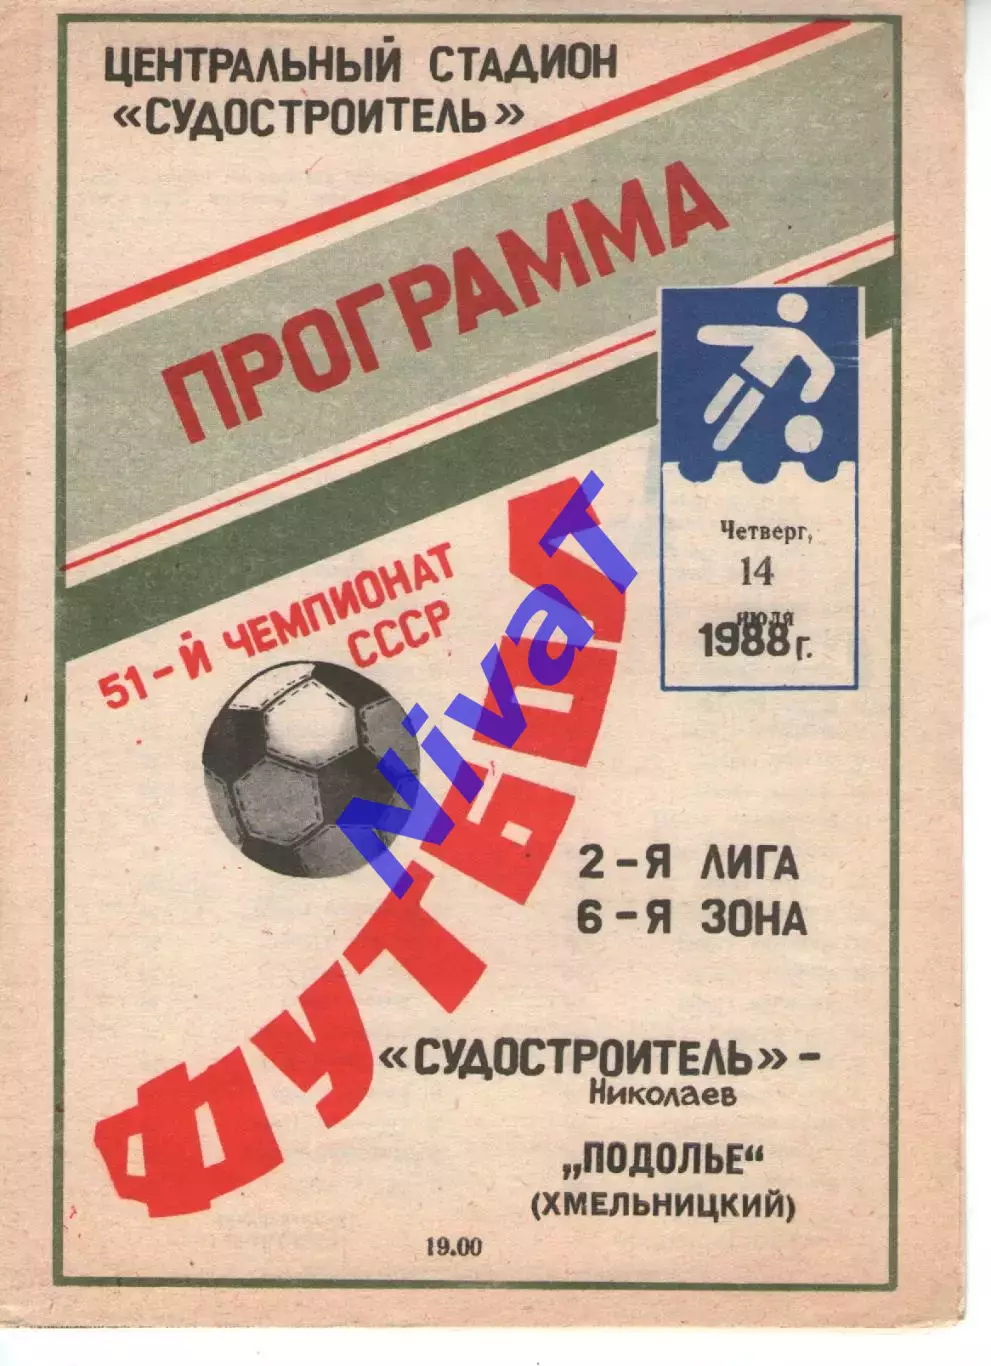 ЦЕНТРАЛЬНЫЙ СТАДИОН
«СУДОСТРОИТЕЛЬ»
ПРОГРАММА
Четверг,
14
июля
1988 г.
51-Й ЧЕМПИОНАТ
СССР
ФУТБОЛ
NivaT
2-Я ЛИГА
6-Я ЗОНА
«СУДОСТРОИТЕЛЬ» -
НИКОЛАЕВ
„ПОДОЛЬЕ“
(ХМЕЛЬНИЦКИЙ)
19.00